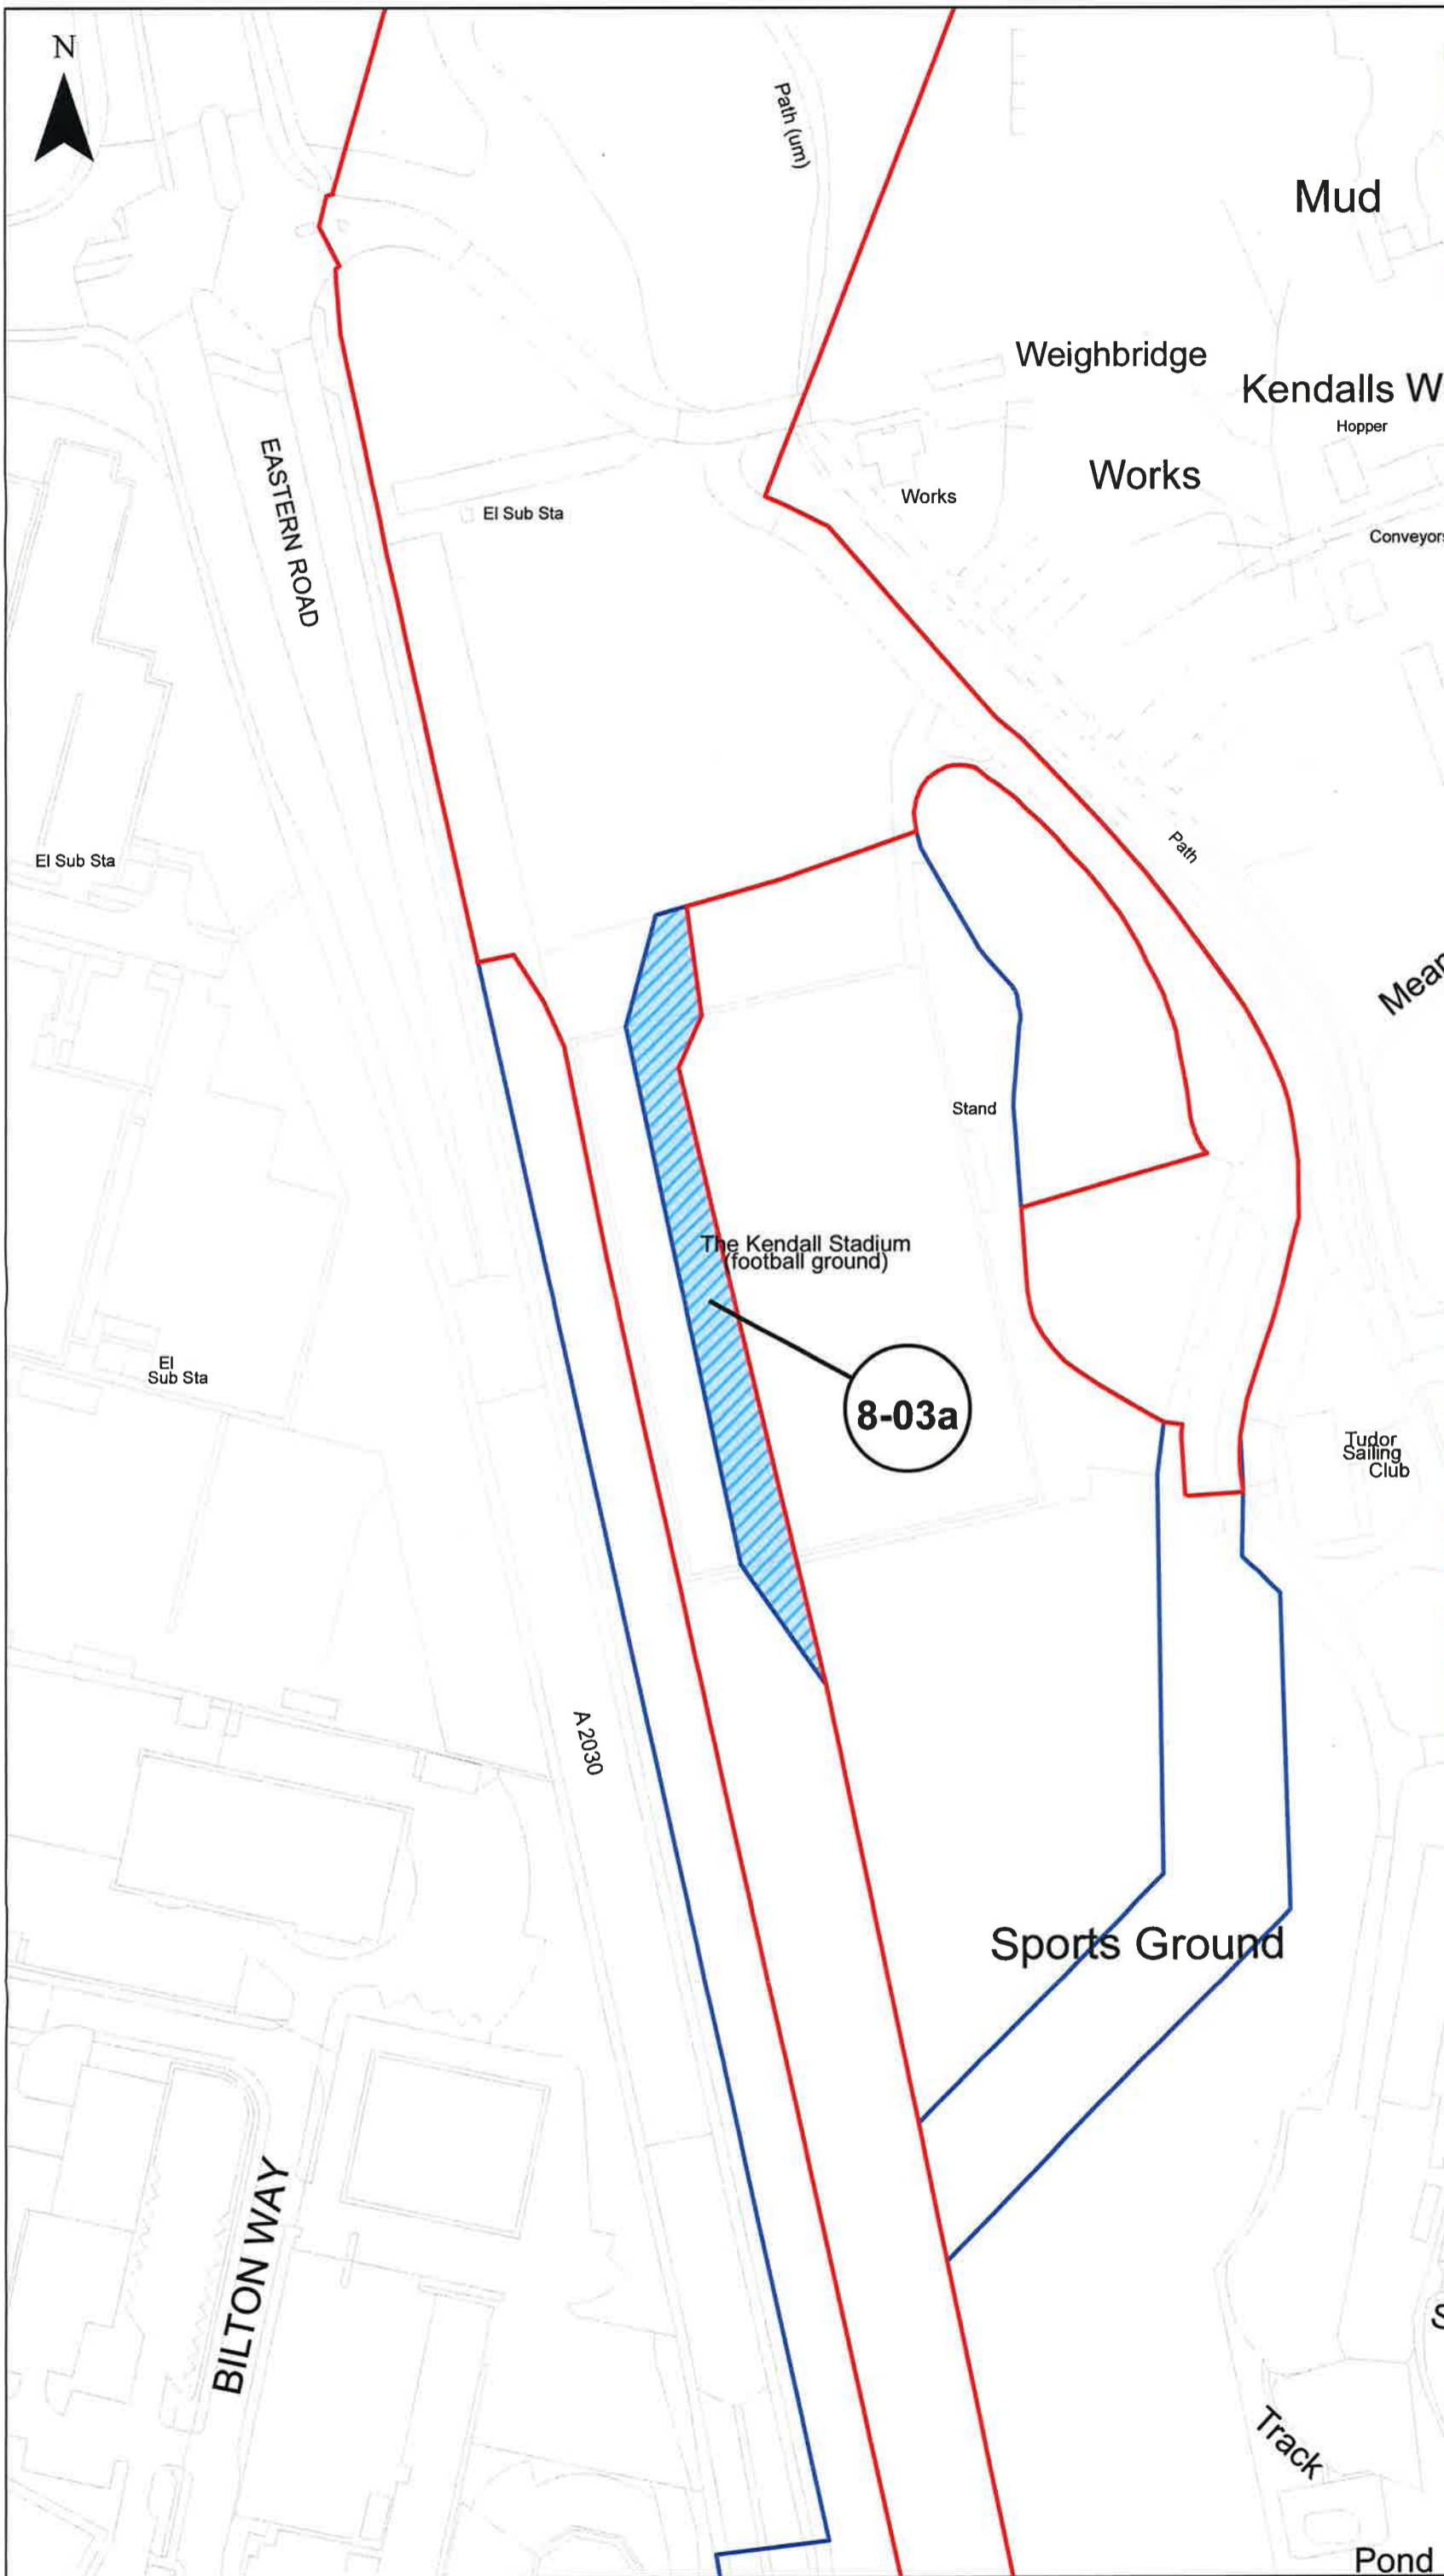 N
Path (um)
Mud
Weighbridge
Kendalls W
Hopper
Works
Works
Conveyors
EASTERN ROAD
El Sub Sta
El Sub Sta
Path
Mear
Stand
The Kendall Stadium
(football ground)
El
Sub Sta
8-03a
Tudor
Sailing
Club
A 2030
Sports Ground
BILTON WAY
Track
S
Pond